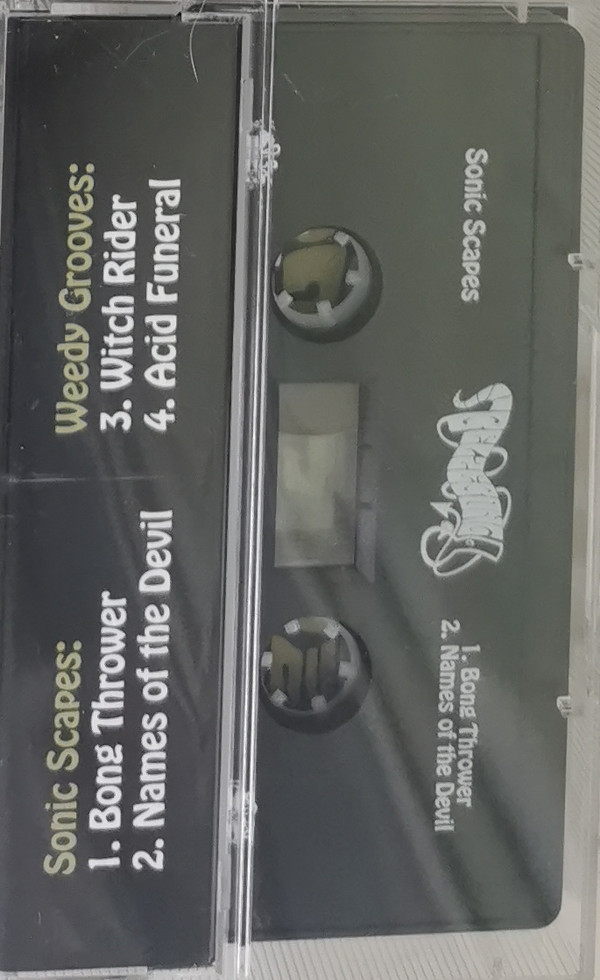 Sonic Scapes:
1. Bong Thrower
2. Names of the Devil
Weedy Grooves:
3. Witch Rider
4. Acid Funeral
Sonic Scapes
1. Bong Thrower
2. Names of the Devil